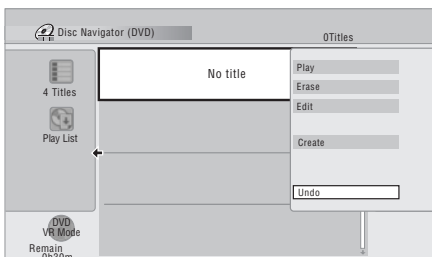 Disc Navigator (DVD)
0Titles
4 Titles
Play List
No title
Play
Erase
Edit
Create
Undo
DVD
VR Mode
Remain
0h30m